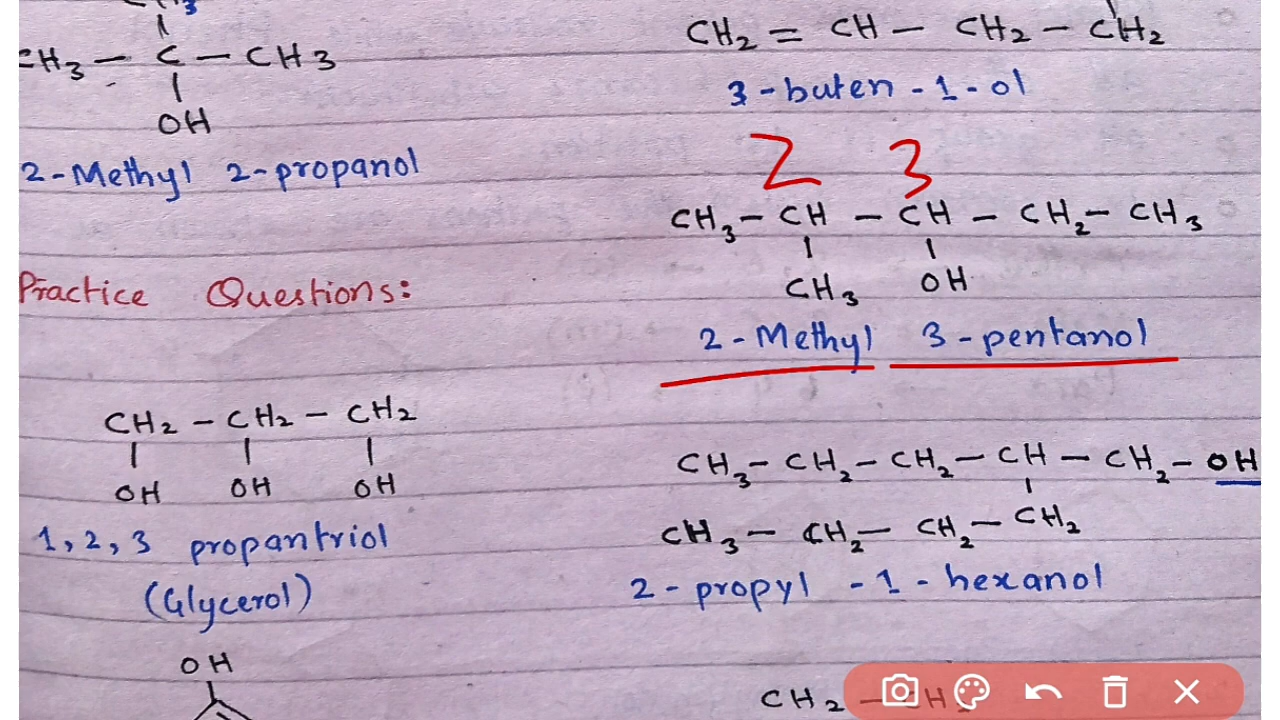 CH₃ — C — CH3
OH
2-Methyl 2-propanol
Practice Questions:
CH₂ — CH₂ — CH₂
OH OH OH
1, 2, 3 propantriol
(Glycerol)
OH
CH₂ = CH — CH₂ — CH₂
3-buten-1-ol
2 3
CH₃ — CH — CH — CH₂ — CH₃
CH₃ OH
2-Methyl 3-pentanol
CH₃ — CH₂ — CH₂ — CH — CH₂ — OH
CH₃ — CH₂ — CH₂ — CH₂
2-propyl -1-hexanol
CH₂ —